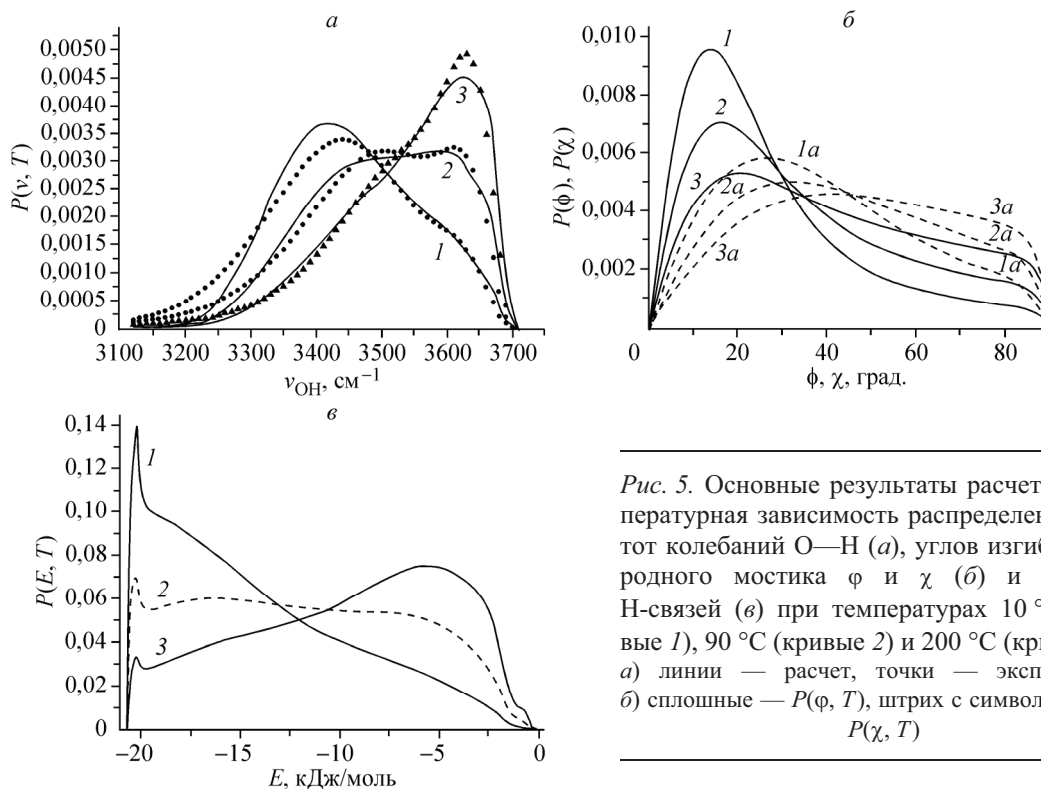 а
0,0050
0,0045
0,0040
0,0035
0,0030
0,0025
0,0020
0,0015
0,0010
0,0005
0
P(ν, T)
3
2
1
3100 3200 3300 3400 3500 3600 3700
νOH, см⁻¹
б
0,010
0,008
0,006
0,004
0,002
P(ϕ), P(χ)
1
2
3
1a
2a
3a
3a
2a
1a
0 20 40 60 80
ϕ, χ, град.
в
0,14
0,12
0,10
0,08
0,06
0,04
0,02
0
P(E, T)
1
2
3
−20 −15 −10 −5 0
E, кДж/моль
Рис. 5. Основные результаты расчет
пературная зависимость распределен
тот колебаний О—Н (а), углов изгиб
родного мостика φ и χ (б) и
Н-связей (в) при температурах 10 °
вые 1), 90 °С (кривые 2) и 200 °С (кри
а) линии — расчет, точки — эксп
б) сплошные — P(φ, T), штрих с символ
P(χ, T)